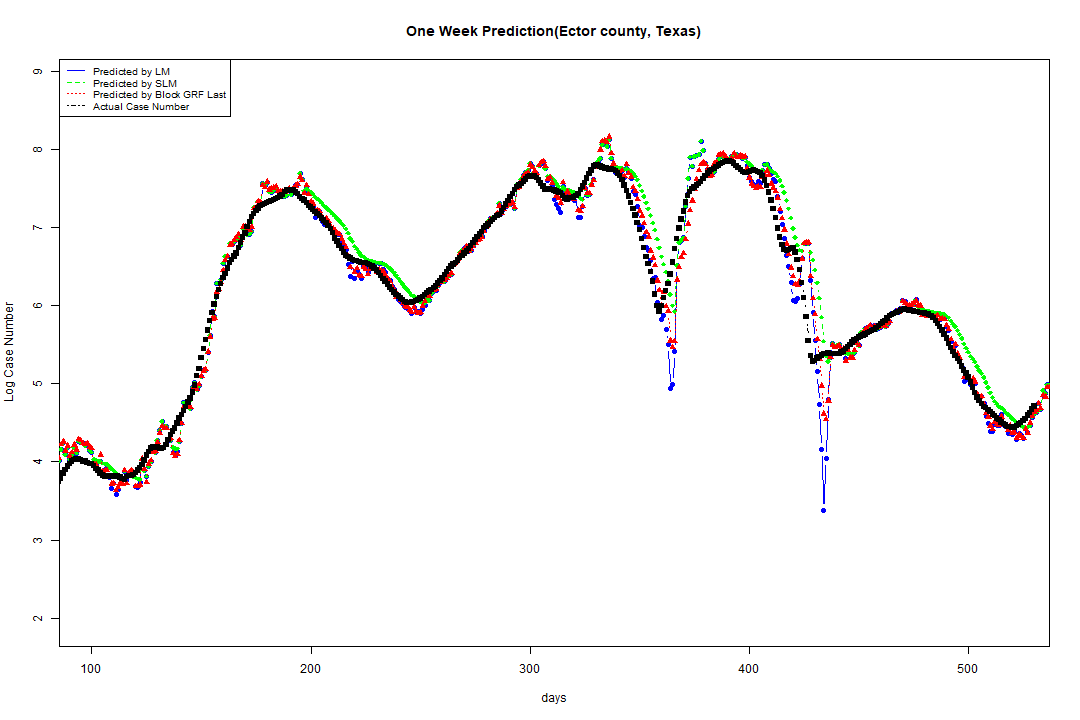 One Week Prediction(Ector county, Texas)
Predicted by LM
Predicted by SLM
Predicted by Block GRF Last
Actual Case Number
9
8
7
6
5
4
3
2
Log Case Number
100 200 300 400 500
days